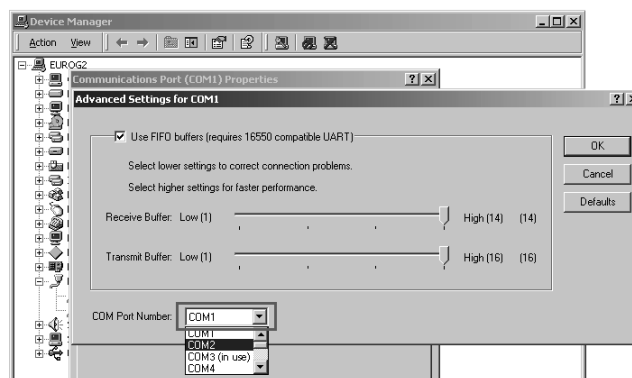 Device Manager
Action View
EUROG2
Communications Port (COM1) Properties
Advanced Settings for COM1
Use FIFO buffers (requires 16550 compatible UART)
OK
Select lower settings to correct connection problems.
Cancel
Select higher settings for faster performance.
Defaults
Receive Buffer: Low (1) High (14) (14)
Transmit Buffer: Low (1) High (16) (16)
COM Port Number: COM1
COM1
COM2
COM3 (in use)
COM4